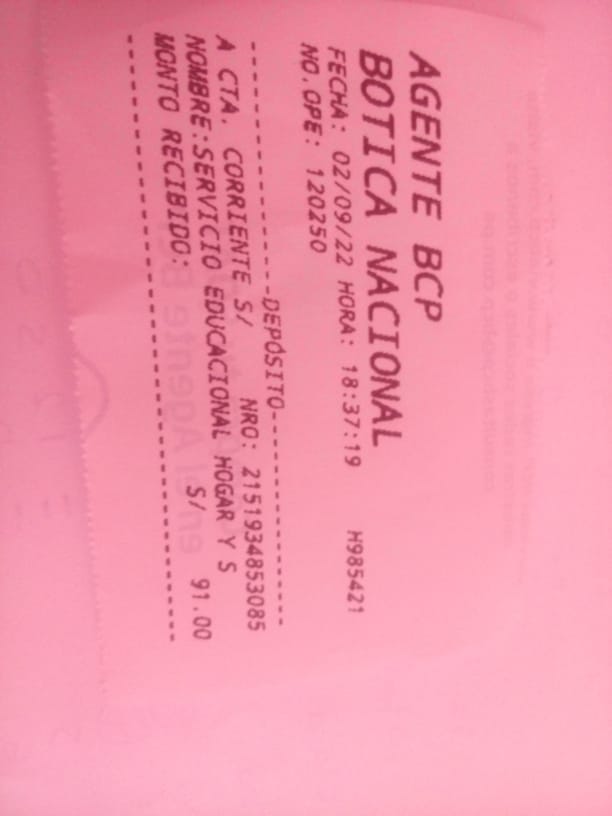 AGENTE BCP
BOTICA NACIONAL
FECHA: 02/09/22 HORA: 18:37:19 H985421
NO.OPE: 120250
-----------------DEPÓSITO-----------------
A CTA. CORRIENTE S/ NRO: 2151934853085
NOMBRE:SERVICIO EDUCACIONAL HOGAR Y S
MONTO RECIBIDO: S/ 91.00
------------------------------------------